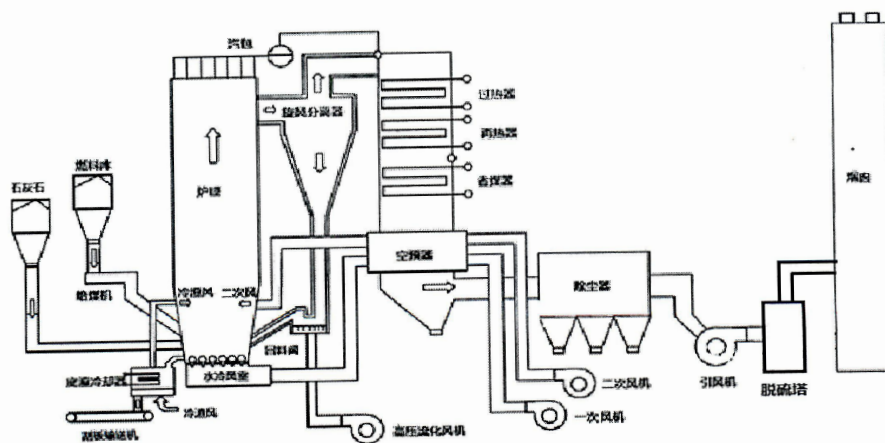 汽包
旋风分离器
过热器
再热器
省煤器
燃料库
石灰石
炉膛
烟囱
空预器
给煤机
冷渣风
二次风
除尘器
回料阀
水冷风室
二次风机
引风机
脱硫塔
底渣冷却器
冷渣风
一次风机
刮板输送机
高压流化风机